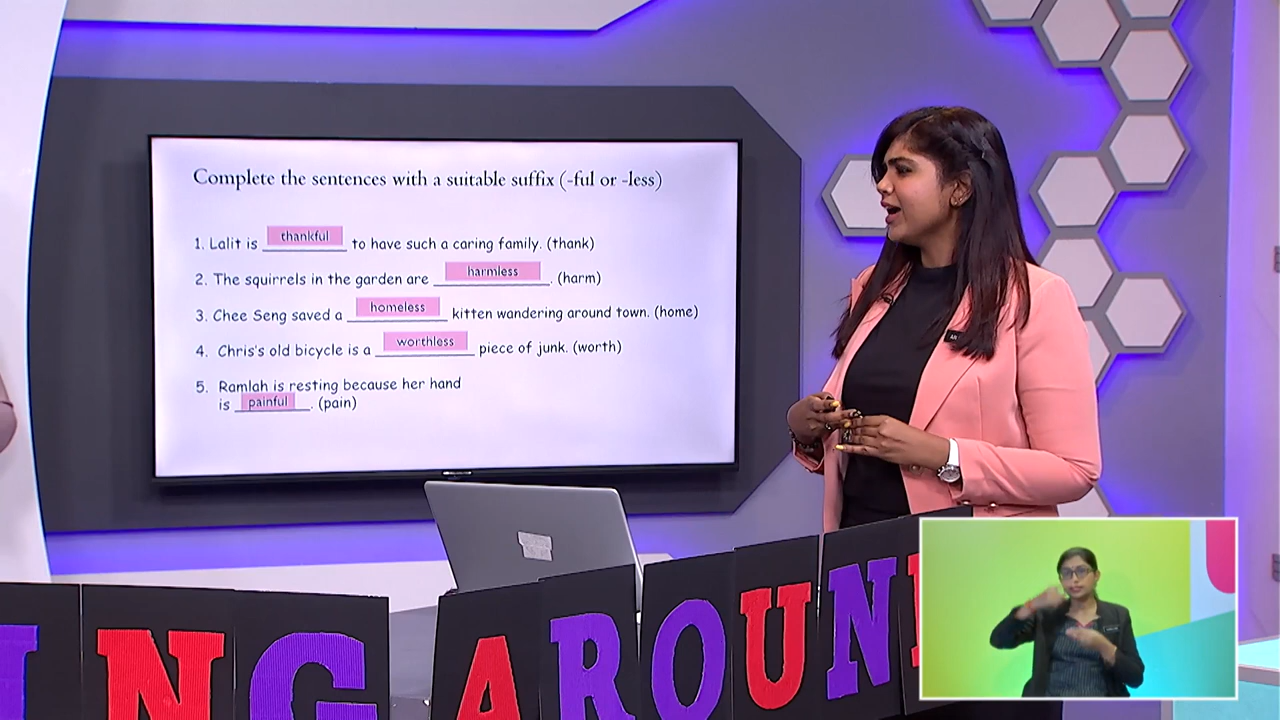 Complete the sentences with a suitable suffix (-ful or -less)
1. Lalit is thankful to have such a caring family. (thank)
2. The squirrels in the garden are harmless. (harm)
3. Chee Seng saved a homeless kitten wandering around town. (home)
4. Chris's old bicycle is a worthless piece of junk. (worth)
5. Ramlah is resting because her hand
is painful. (pain)
NG AROUN